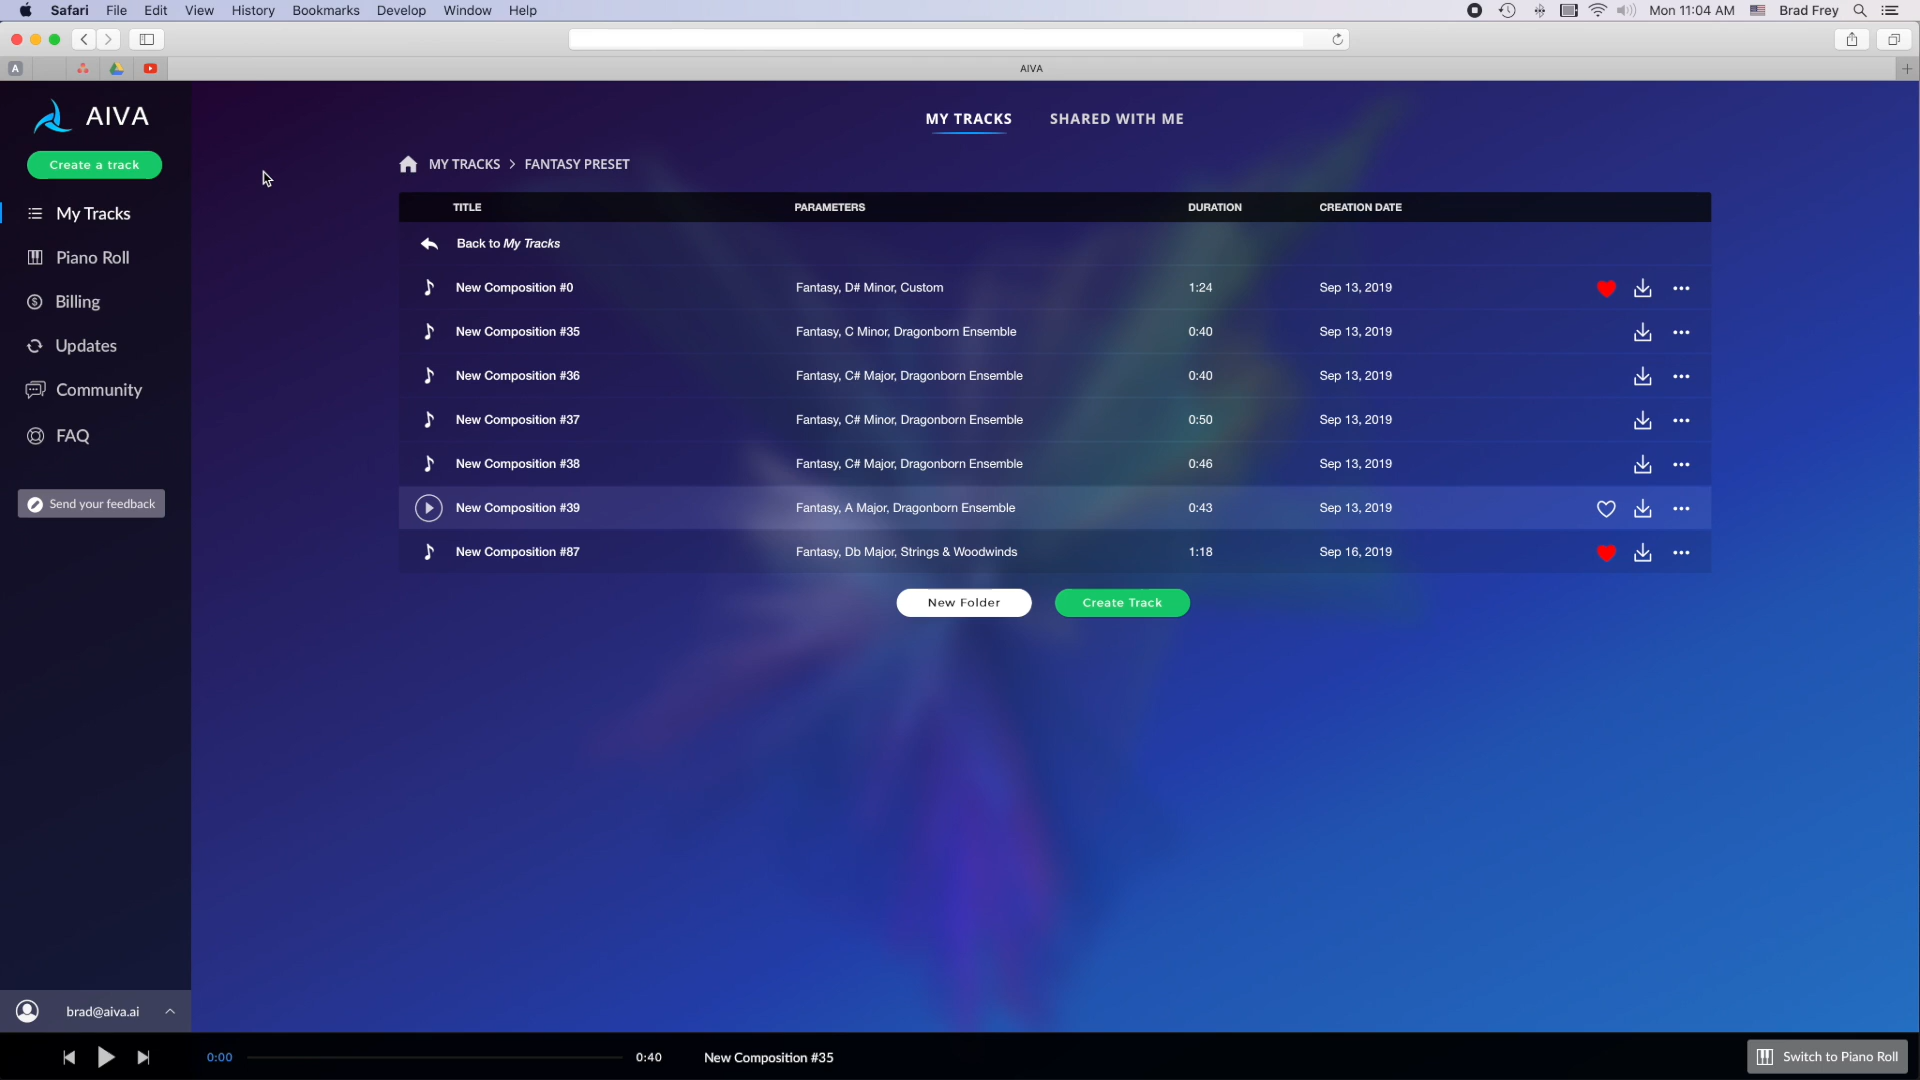 Safari File Edit View History Bookmarks Develop Window Help Mon 11:04 AM Brad Frey
A AIVA
AIVA
Create a track
My Tracks
Piano Roll
Billing
Updates
Community
FAQ
Send your feedback
MY TRACKS SHARED WITH ME
MY TRACKS > FANTASY PRESET
TITLE PARAMETERS DURATION CREATION DATE
Back to My Tracks
New Composition #0 Fantasy, D# Minor, Custom 1:24 Sep 13, 2019
New Composition #35 Fantasy, C Minor, Dragonborn Ensemble 0:40 Sep 13, 2019
New Composition #36 Fantasy, C# Major, Dragonborn Ensemble 0:40 Sep 13, 2019
New Composition #37 Fantasy, C# Minor, Dragonborn Ensemble 0:50 Sep 13, 2019
New Composition #38 Fantasy, C# Major, Dragonborn Ensemble 0:46 Sep 13, 2019
New Composition #39 Fantasy, A Major, Dragonborn Ensemble 0:43 Sep 13, 2019
New Composition #87 Fantasy, Db Major, Strings & Woodwinds 1:18 Sep 16, 2019
New Folder Create Track
brad@aiva.ai
0:00 0:40 New Composition #35 Switch to Piano Roll